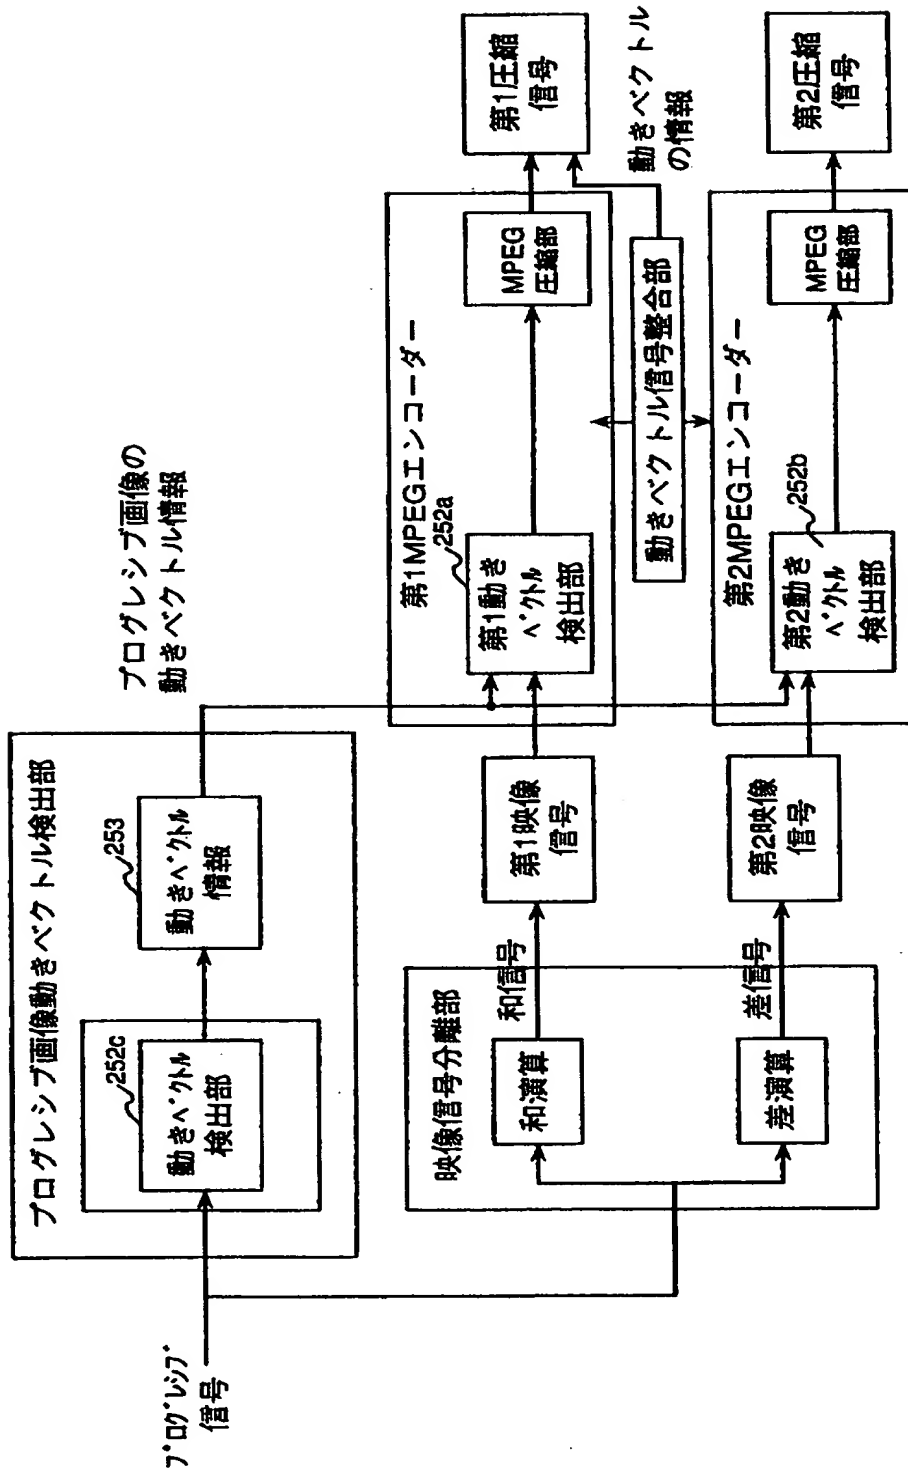 プログレシブ
信号
プログレシブ画像動きベクトル検出部
252c
動きベクトル
検出部
253
動きベクトル
情報
プログレシブ画像の
動きベクトル情報
映像信号分離部
和演算
差演算
和信号
差信号
第1映像
信号
第2映像
信号
第1MPEGエンコーダー
252a
第1動き
ベクトル
検出部
MPEG
圧縮部
第1圧縮
信号
動きベクトル信号整合部
動きベクトル
の情報
第2MPEGエンコーダー
252b
第2動き
ベクトル
検出部
MPEG
圧縮部
第2圧縮
信号